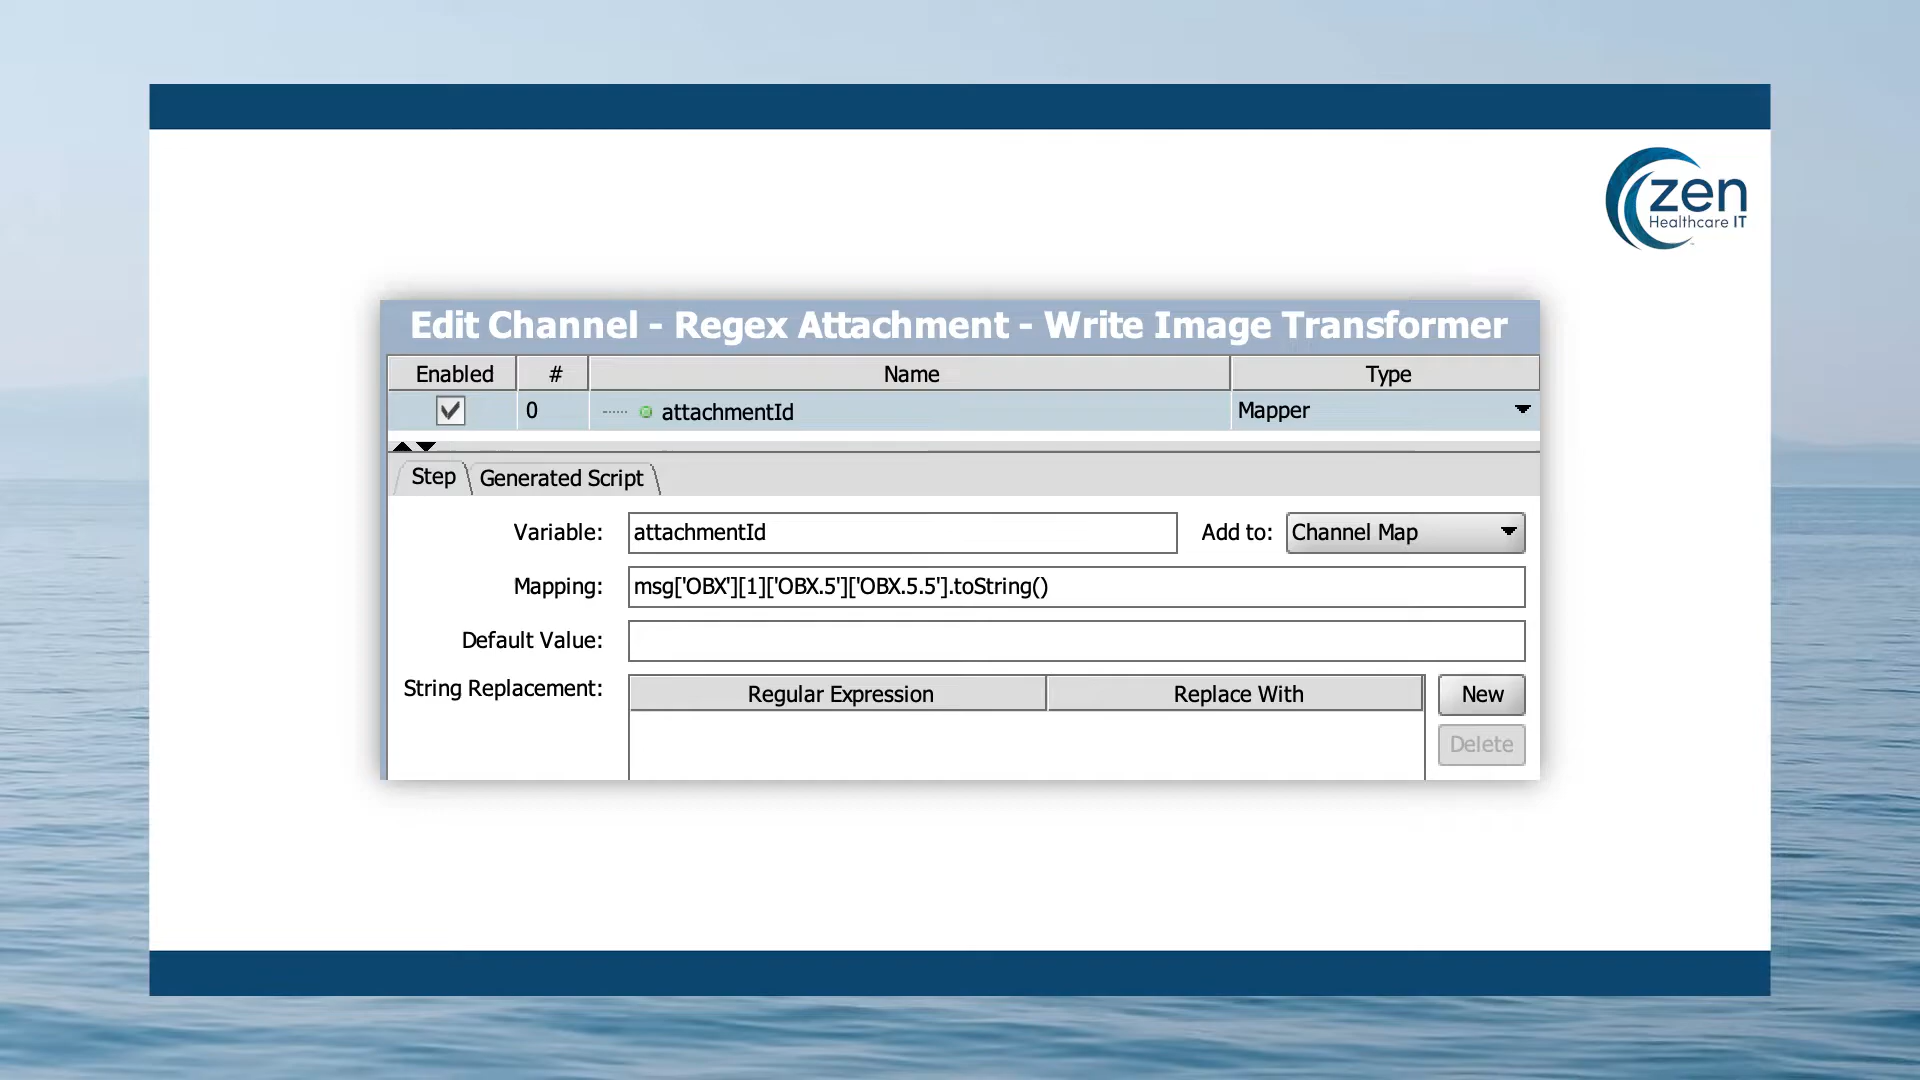 zen
Healthcare IT
Edit Channel - Regex Attachment - Write Image Transformer
Enabled # Name Type
0 attachmentId Mapper
Step Generated Script
Variable: attachmentId Add to: Channel Map
Mapping: msg['OBX'][1]['OBX.5']['OBX.5.5'].toString()
Default Value:
String Replacement: Regular Expression Replace With New
Delete